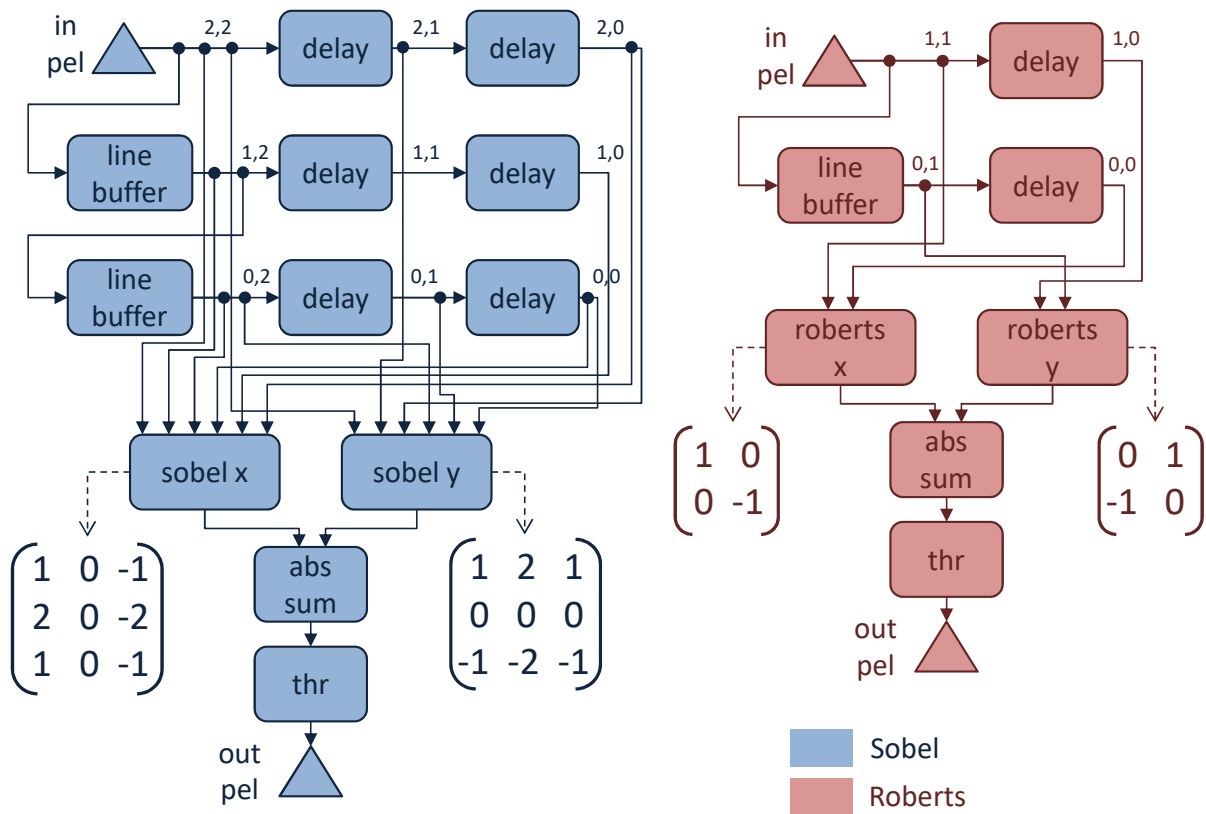 in
pel
2,2
delay
2,1
delay
2,0
line
buffer
1,2
delay
1,1
delay
1,0
line
buffer
0,2
delay
0,1
delay
0,0
sobel x
sobel y
1 0 -1
2 0 -2
1 0 -1
abs
sum
1 2 1
0 0 0
-1 -2 -1
thr
out
pel
in
pel
1,1
delay
1,0
line
buffer
0,1
delay
0,0
roberts
x
roberts
y
1 0
0 -1
abs
sum
0 1
-1 0
thr
out
pel
Sobel
Roberts